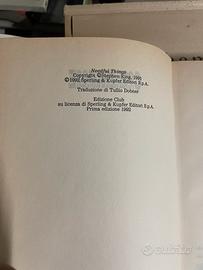 Needful Things
Copyright © Stephen King, 1991
© 1992 Sperling & Kupfer Editori S.p.A.
Traduzione di Tullio Dobner
Edizione Club
su licenza di Sperling & Kupfer Editori S.p.A.
Prima edizione 1992
subito